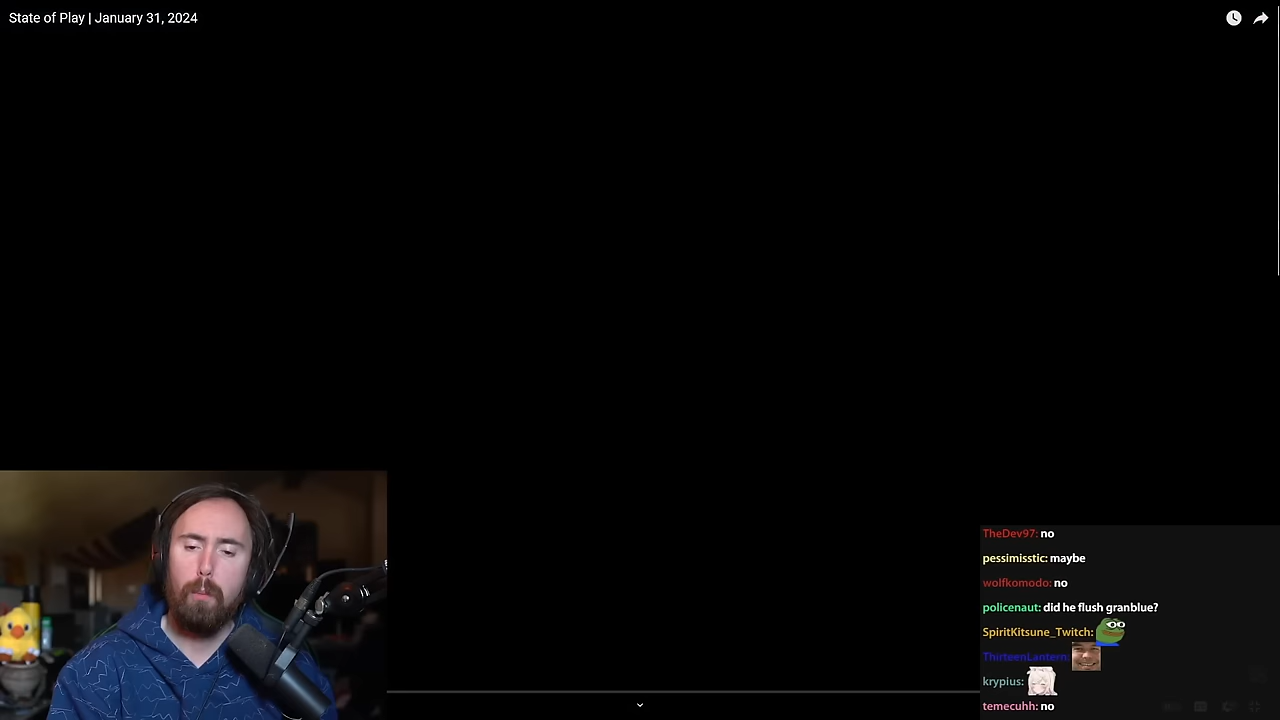 State of Play | January 31, 2024
TheDev97: no
pessimisstic: maybe
wolfkomodo: no
policenaut: did he flush granblue?
SpiritKitsune_Twitch:
ThirteenLantern:
krypius:
temecuhh: no